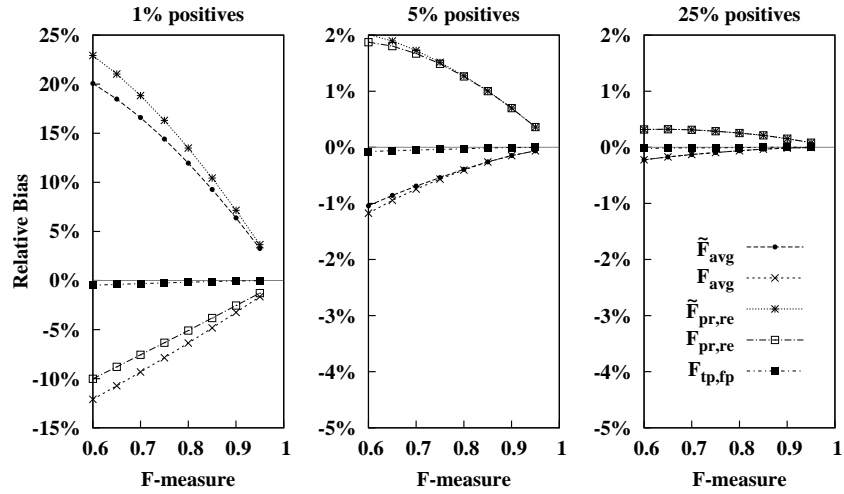 1% positives
5% positives
25% positives
Relative Bias
25%
20%
15%
10%
5%
0%
-5%
-10%
-15%
0.6 0.7 0.8 0.9 1
F-measure
2%
1%
0%
-1%
-2%
-3%
-4%
-5%
0.6 0.7 0.8 0.9 1
F-measure
2%
1%
0%
-1%
-2%
-3%
-4%
-5%
0.6 0.7 0.8 0.9 1
F-measure
F̃avg
Favg
F̃pr,re
Fpr,re
Ftp,fp